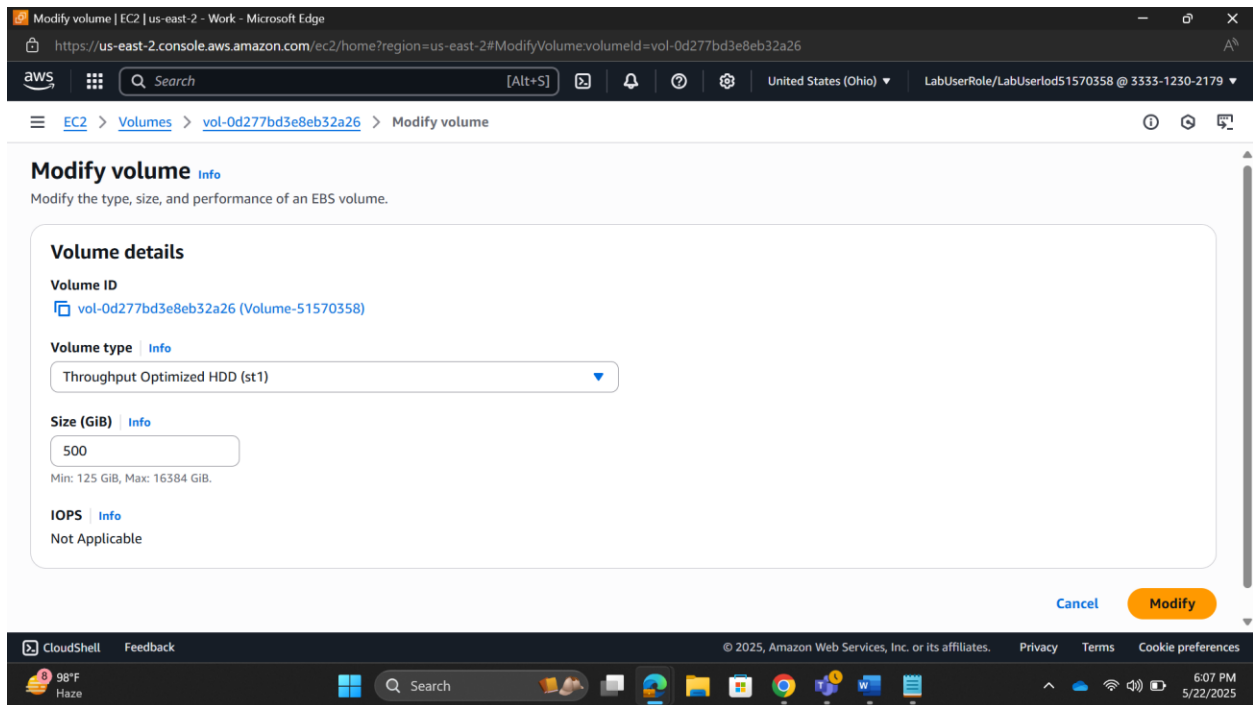 Modify volume | EC2 | us-east-2 - Work - Microsoft Edge
https://us-east-2.console.aws.amazon.com/ec2/home?region=us-east-2#ModifyVolume:volumeId=vol-0d277bd3e8eb32a26
aws Search [Alt+S] United States (Ohio) LabUserRole/LabUserlod51570358 @ 3333-1230-2179
EC2 > Volumes > vol-0d277bd3e8eb32a26 > Modify volume
Modify volume Info
Modify the type, size, and performance of an EBS volume.
Volume details
Volume ID
vol-0d277bd3e8eb32a26 (Volume-51570358)
Volume type Info
Throughput Optimized HDD (st1)
Size (GiB) Info
500
Min: 125 GiB, Max: 16384 GiB.
IOPS Info
Not Applicable
Cancel Modify
CloudShell Feedback © 2025, Amazon Web Services, Inc. or its affiliates. Privacy Terms Cookie preferences
8 98°F Search 6:07 PM
Haze 5/22/2025